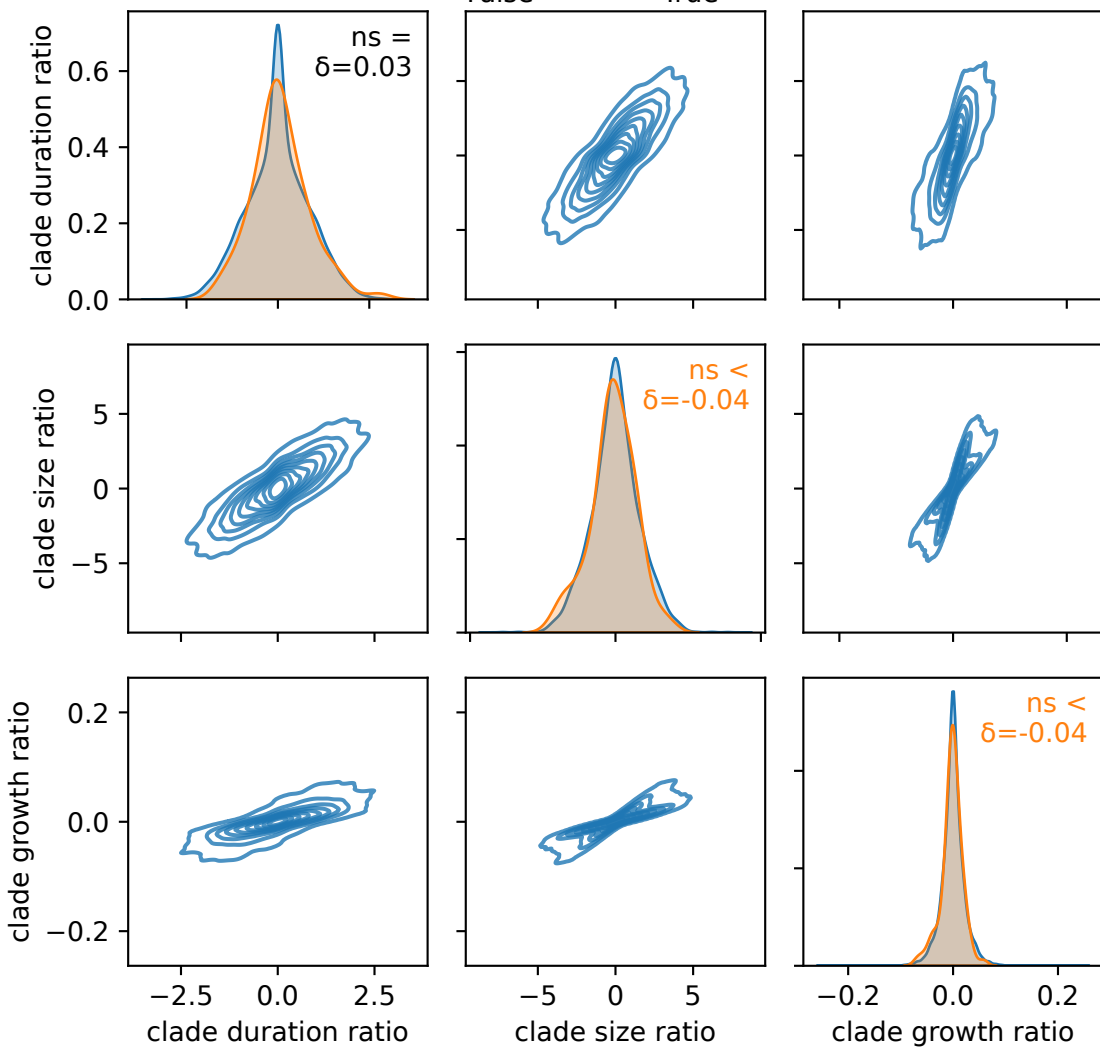 clade duration ratio
0.6
0.4
0.2
0.0
ns =
δ=0.03
clade size ratio
5
0
−5
ns <
δ=-0.04
clade growth ratio
0.2
0.0
−0.2
ns <
δ=-0.04
−2.5 0.0 2.5
clade duration ratio
−5 0 5
clade size ratio
−0.2 0.0 0.2
clade growth ratio